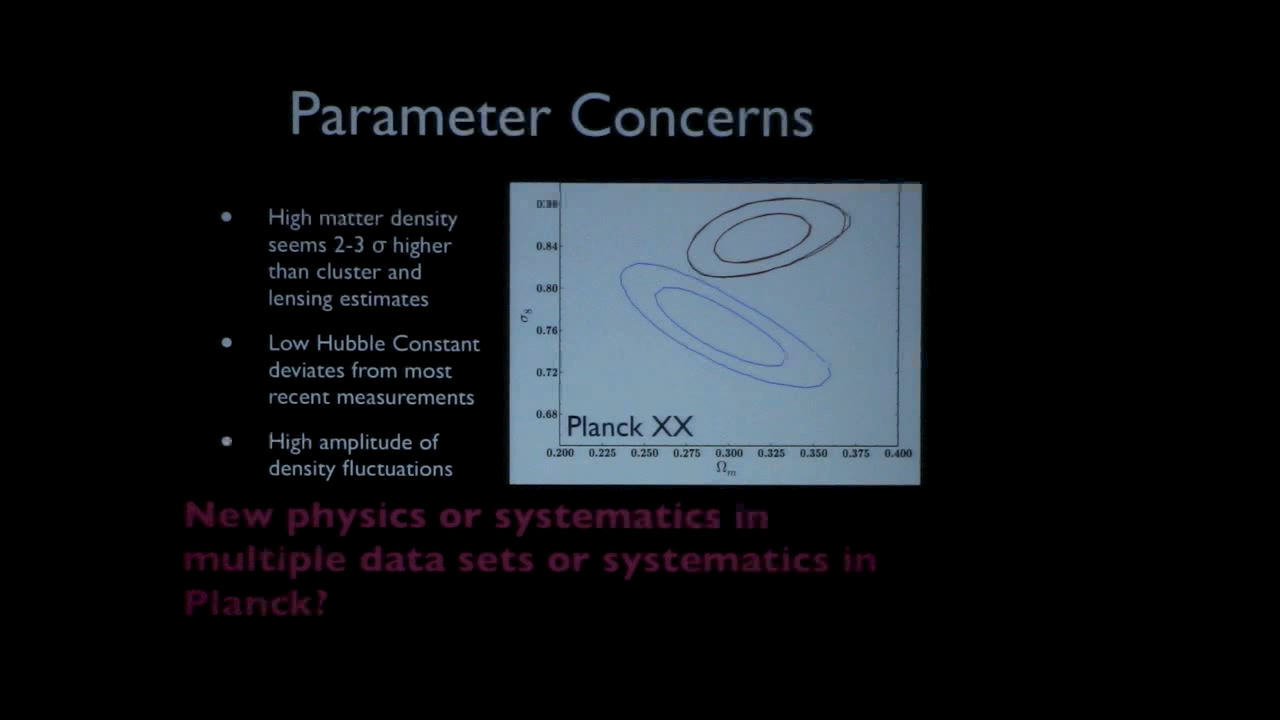 Parameter Concerns
• High matter density
seems 2-3 σ higher
than cluster and
lensing estimates
• Low Hubble Constant
deviates from most
recent measurements
• High amplitude of
density fluctuations
0.84
0.80
0.76
0.72
0.68
σ8
Planck XX
0.200 0.225 0.250 0.275 0.300 0.325 0.350 0.375 0.400
Ωm
New physics or systematics in
multiple data sets or systematics in
Planck?